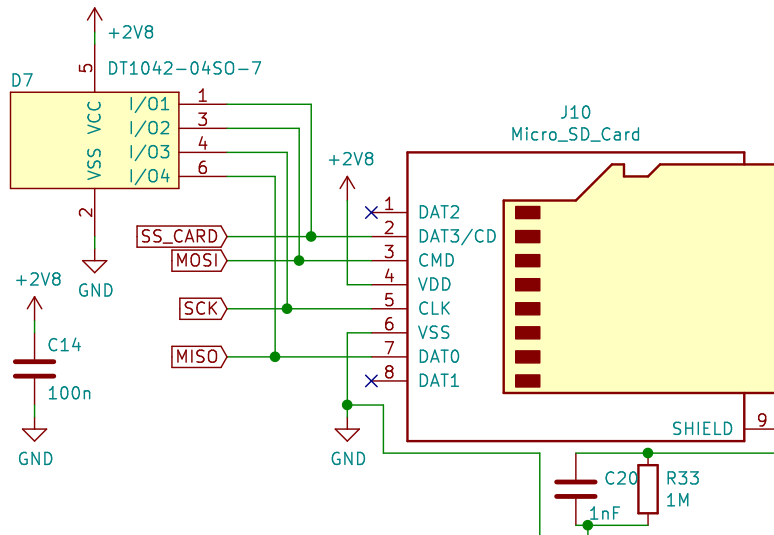 +2V8
DT1042-04SO-7
D7
5
VCC
VSS
2
I/O1
1
I/O2
3
I/O3
4
I/O4
6
GND
+2V8
C14
100n
GND
SS_CARD
MOSI
SCK
MISO
+2V8
J10
Micro_SD_Card
1
DAT2
2
DAT3/CD
3
CMD
4
VDD
5
CLK
6
VSS
7
DAT0
8
DAT1
SHIELD
9
GND
C20
1nF
R33
1M